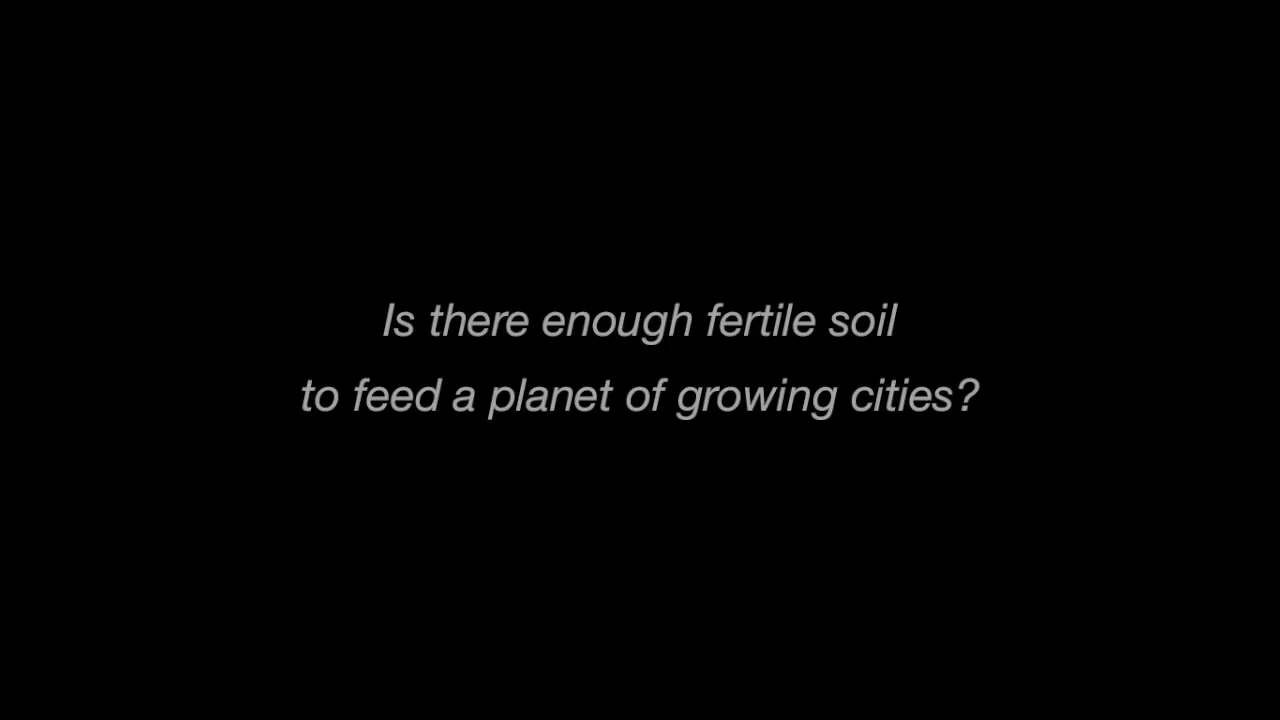 Is there enough fertile soil
to feed a planet of growing cities?